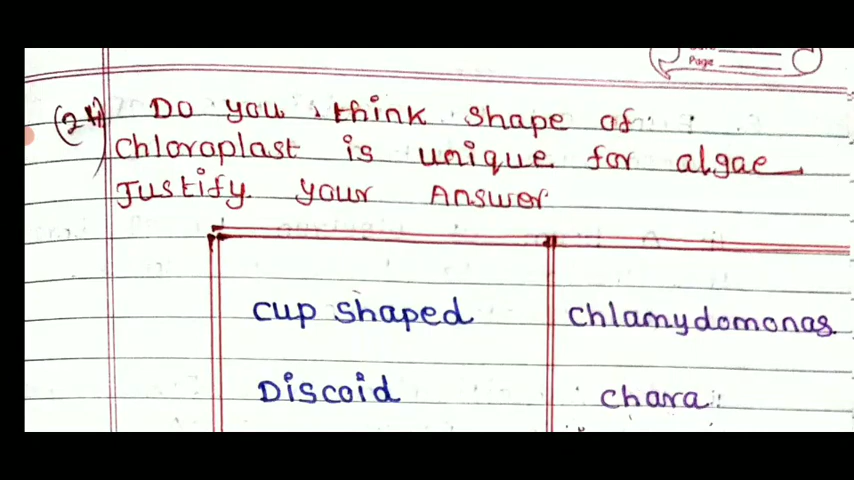 Page
(24) Do you think shape of
Chloroplast is unique for algae
Justify your Answer
cup shaped chlamydomonas
Discoid chara